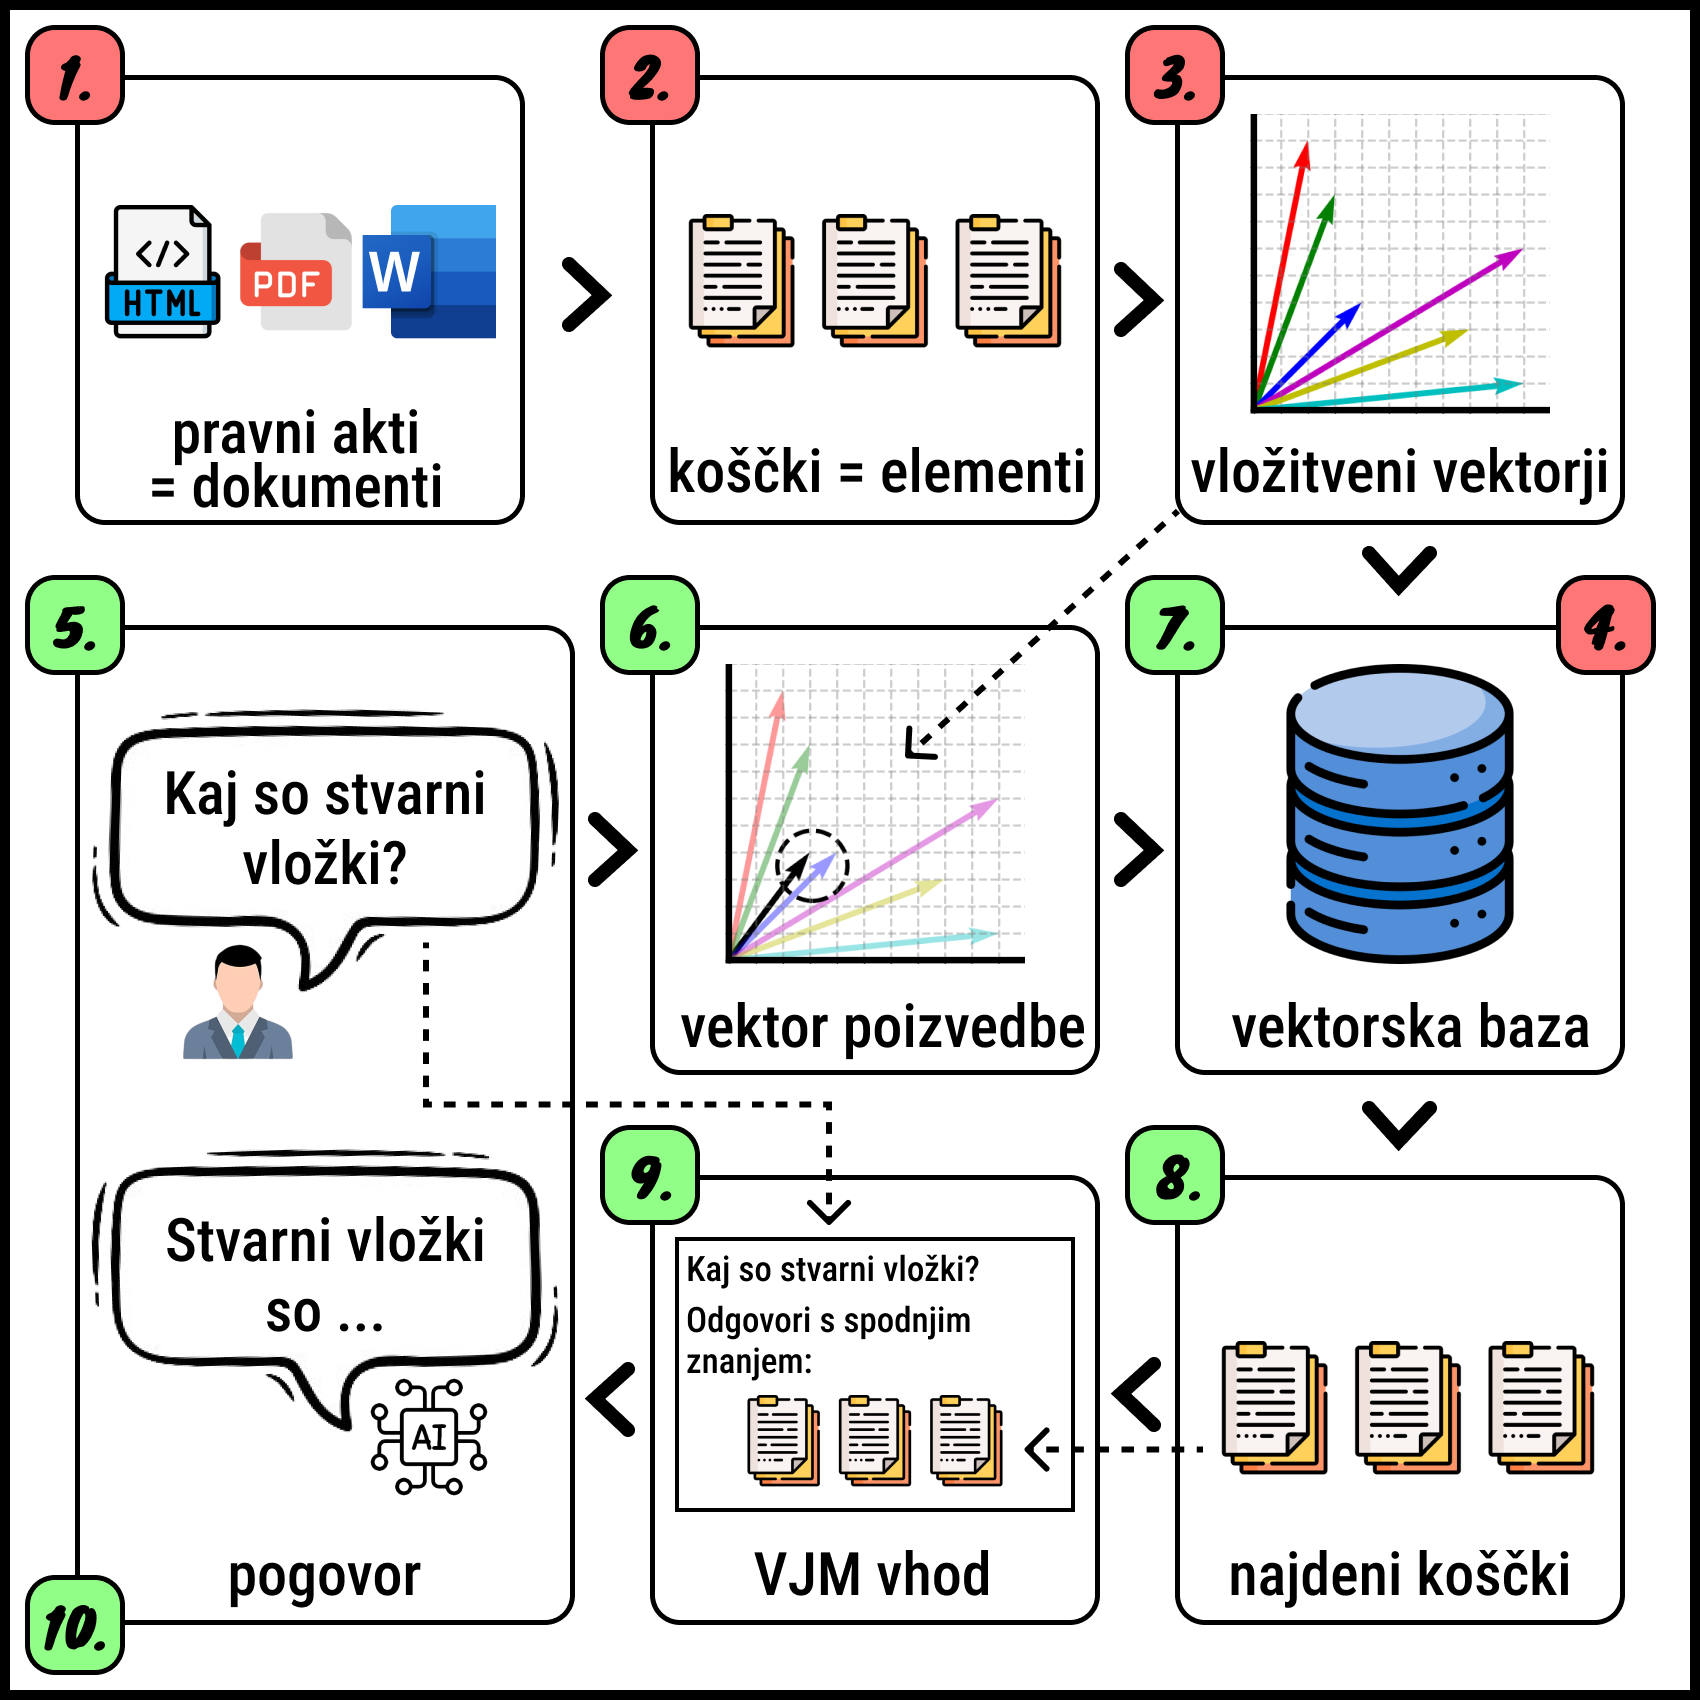 1.
</>
HTML
PDF
W
pravni akti
= dokumenti
2.
koščki = elementi
3.
vložitveni vektorji
4.
5.
Kaj so stvarni
vložki?
6.
vektor poizvedbe
7.
vektorska baza
8.
najdeni koščki
9.
Kaj so stvarni vložki?
Odgovori s spodnjim
znanjem:
VJM vhod
Stvarni vložki
so ...
AI
pogovor
10.